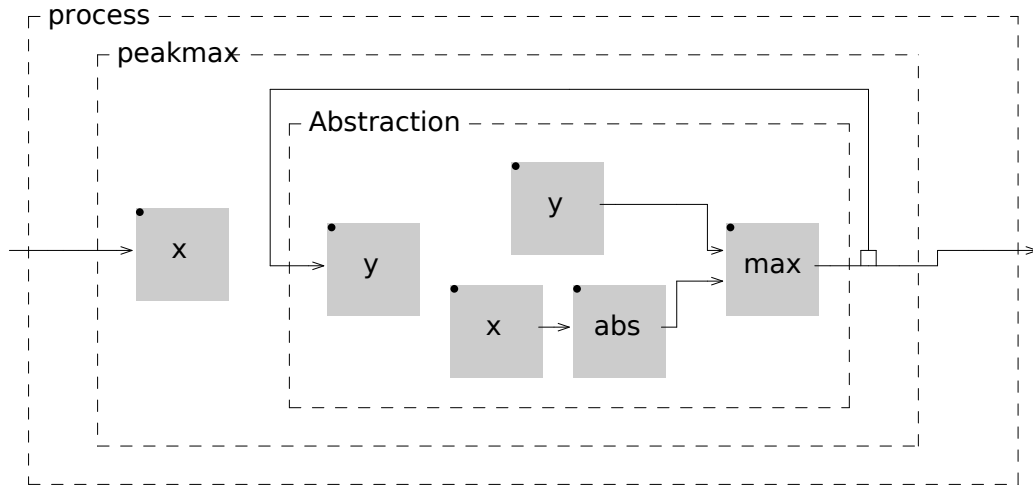 process
peakmax
Abstraction
y
x
y
max
x
abs